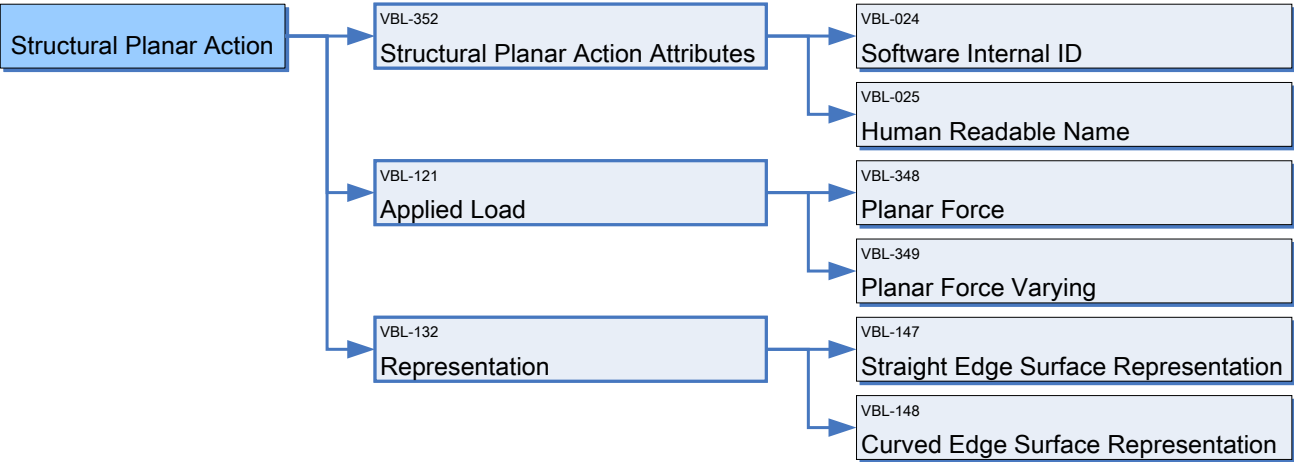 Structural Planar Action
VBL-352
Structural Planar Action Attributes
VBL-024
Software Internal ID
VBL-025
Human Readable Name
VBL-121
Applied Load
VBL-348
Planar Force
VBL-349
Planar Force Varying
VBL-132
Representation
VBL-147
Straight Edge Surface Representation
VBL-148
Curved Edge Surface Representation